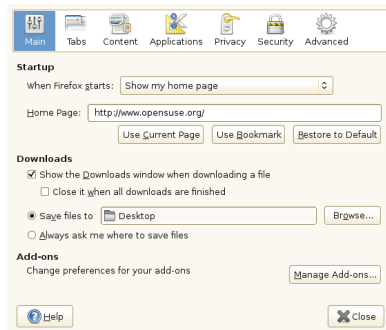 Main Tabs Content Applications Privacy Security Advanced
Startup
When Firefox starts: Show my home page
Home Page: http://www.opensuse.org/
Use Current Page Use Bookmark Restore to Default
Downloads
Show the Downloads window when downloading a file
Close it when all downloads are finished
Save files to Desktop Browse...
Always ask me where to save files
Add-ons
Change preferences for your add-ons
Manage Add-ons...
Help Close